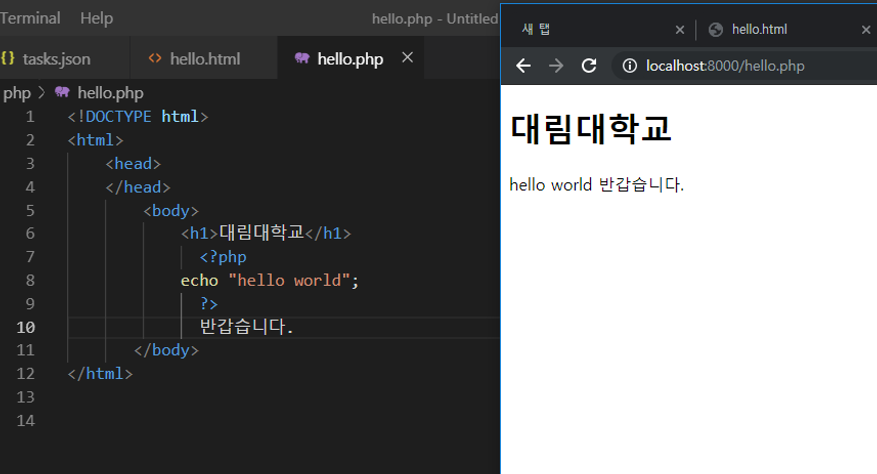 Terminal Help
hello.php - Untitled
{} tasks.json
<> hello.html
hello.php ×
php > hello.php
1 <!DOCTYPE html>
2 <html>
3 <head>
4 </head>
5 <body>
6 <h1>대림대학교</h1>
7 <?php
8 echo "hello world";
9 ?>
10 반갑습니다.
11 </body>
12 </html>
13
14
새 탭 ×
hello.html ×
localhost:8000/hello.php
대림대학교
hello world 반갑습니다.